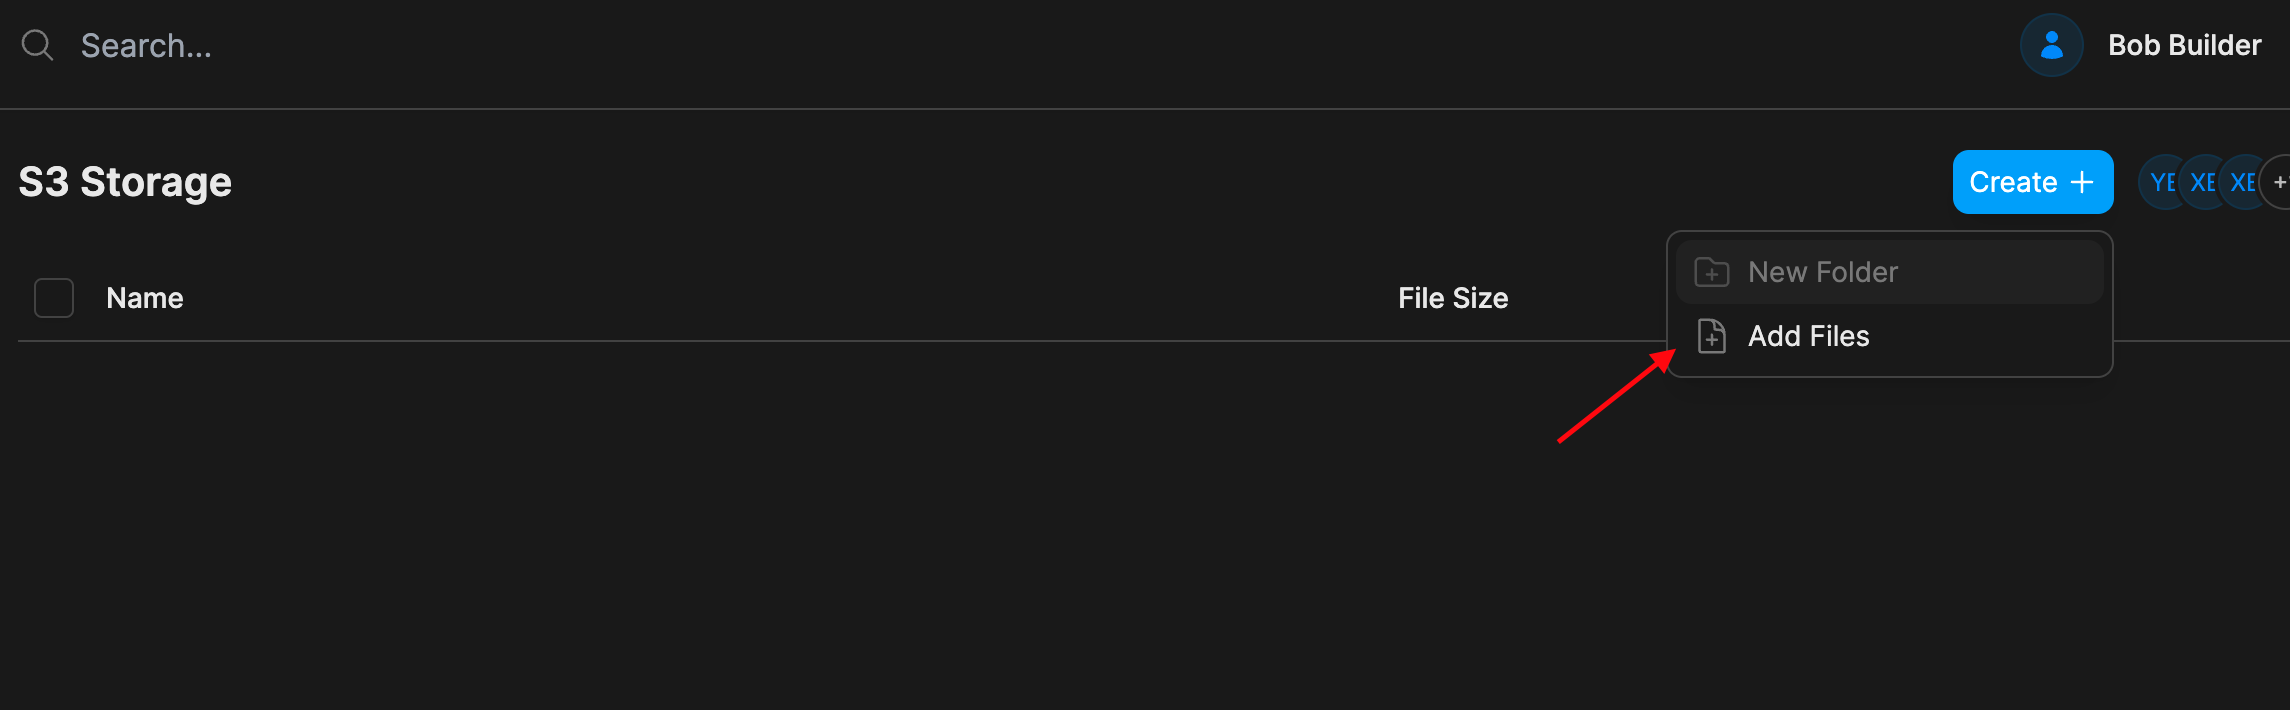 Search...
Bob Builder
S3 Storage
Create +
YE XE XE
Name
File Size
New Folder
Add Files